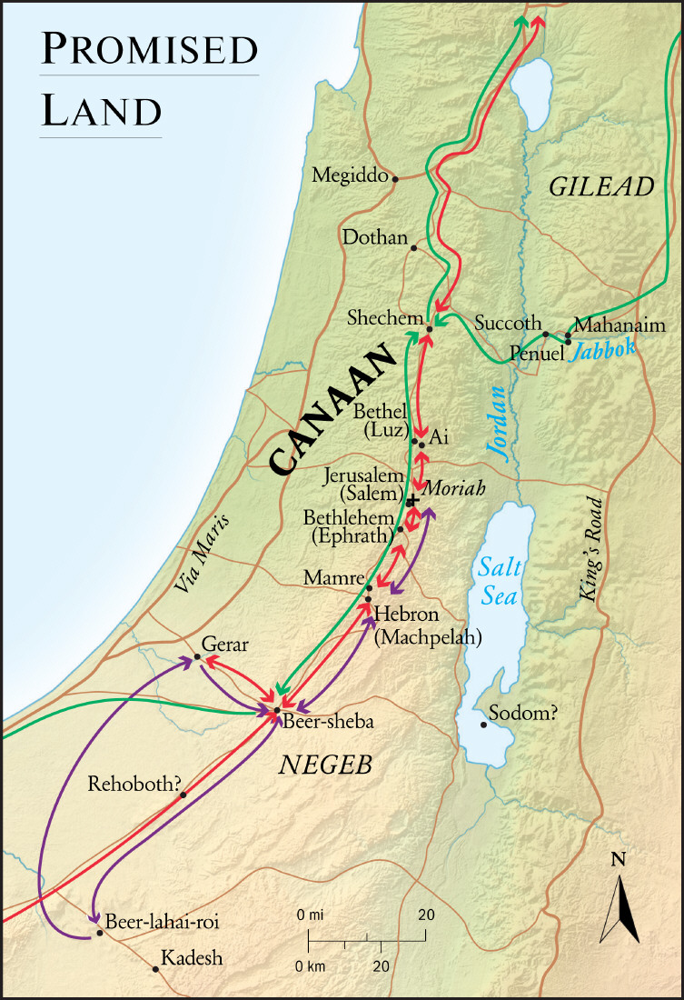 PROMISED
LAND
Megiddo
GILEAD
Dothan
Shechem
Succoth
Mahanaim
Penuel
Jabbok
CANAAN
Bethel
(Luz)
Ai
Jordan
Jerusalem
(Salem)
Moriah
Bethlehem
(Ephrath)
Via Maris
King's Road
Salt
Sea
Mamre
Hebron
(Machpelah)
Gerar
Beer-sheba
Sodom?
NEGEB
Rehoboth?
N
Beer-lahai-roi
0 mi 20
Kadesh
0 km 20